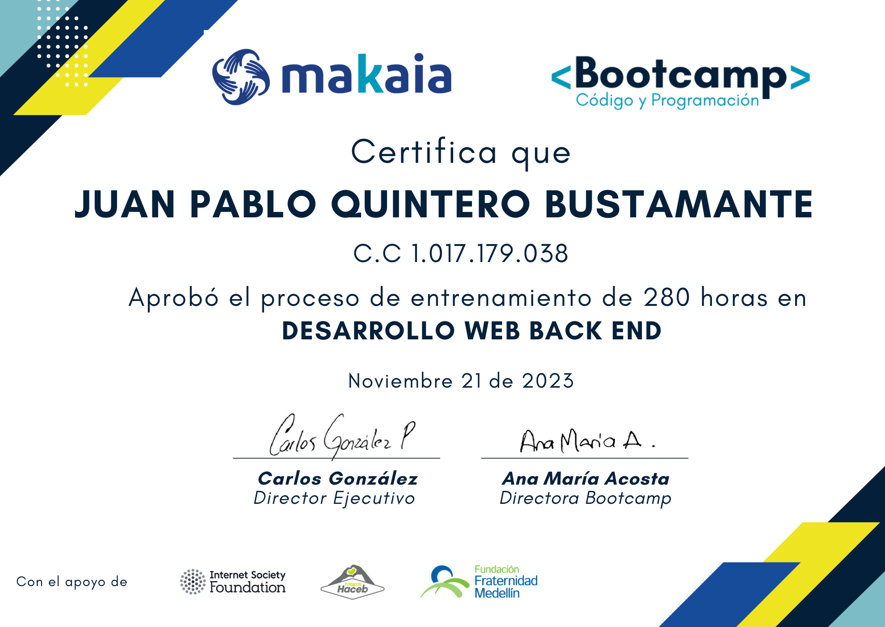 makaia
<Bootcamp>
Código y Programación
Certifica que
JUAN PABLO QUINTERO BUSTAMANTE
C.C 1.017.179.038
Aprobó el proceso de entrenamiento de 280 horas en
DESARROLLO WEB BACK END
Noviembre 21 de 2023
Carlos González P
Ana María A.
Carlos González
Ana María Acosta
Director Ejecutivo
Directora Bootcamp
Con el apoyo de
Internet Society
Foundation
Haceb
Fundación
Fraternidad
Medellín